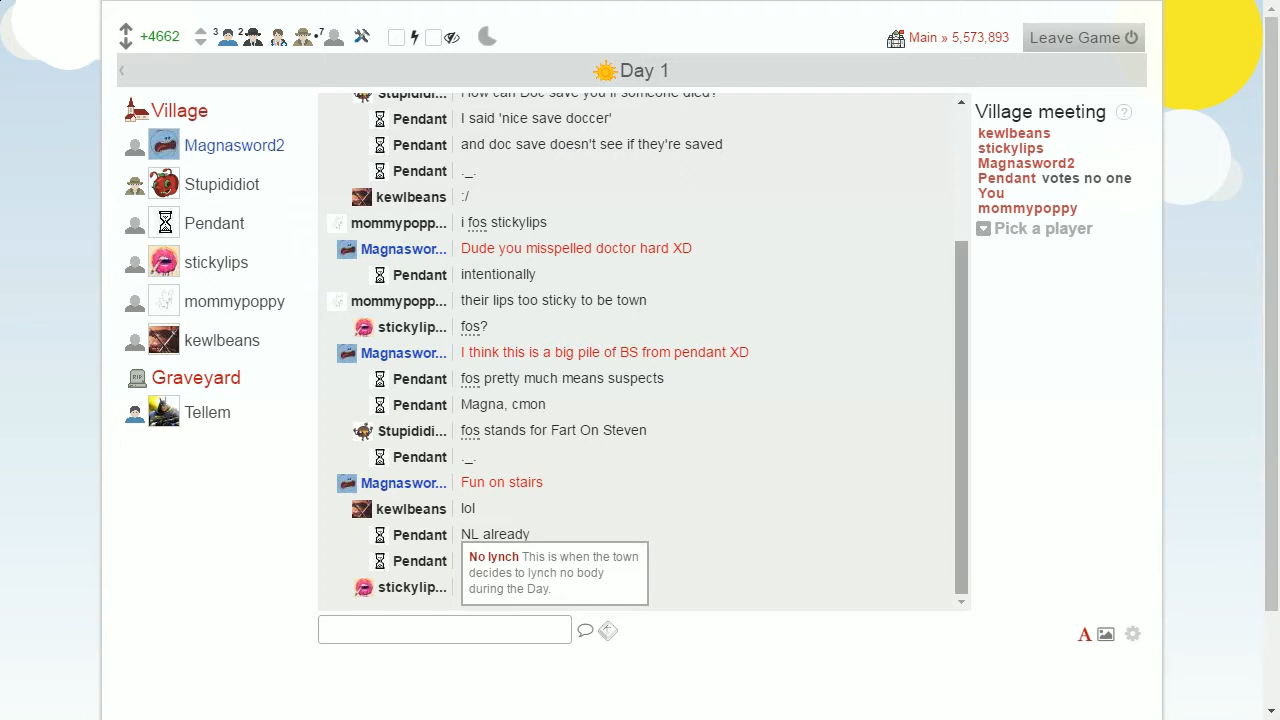 +4662
3
2
7
Main » 5,573,893
Leave Game
Day 1
Village
Magnasword2
Stupididiot
Pendant
stickylips
mommypoppy
kewlbeans
Graveyard
RIP
Tellem
Stupididi... How can Doc save you if someone died?
Pendant I said 'nice save doccer'
Pendant and doc save doesn't see if they're saved
Pendant ._.
kewlbeans :/
mommypopp... i fos stickylips
Magnaswor... Dude you misspelled doctor hard XD
Pendant intentionally
mommypopp... their lips too sticky to be town
stickylip... fos?
Magnaswor... I think this is a big pile of BS from pendant XD
Pendant fos pretty much means suspects
Pendant Magna, cmon
Stupididi... fos stands for Fart On Steven
Pendant ._.
Magnaswor... Fun on stairs
kewlbeans lol
Pendant NL already
Pendant
stickylip...
No lynch This is when the town
decides to lynch no body
during the Day.
Village meeting ?
kewlbeans
stickylips
Magnasword2
Pendant votes no one
You
mommypoppy
Pick a player
A